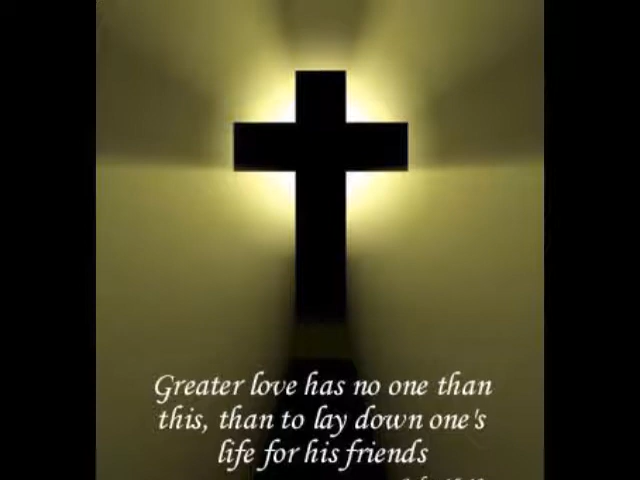 Greater love has no one than
this, than to lay down one's
life for his friends